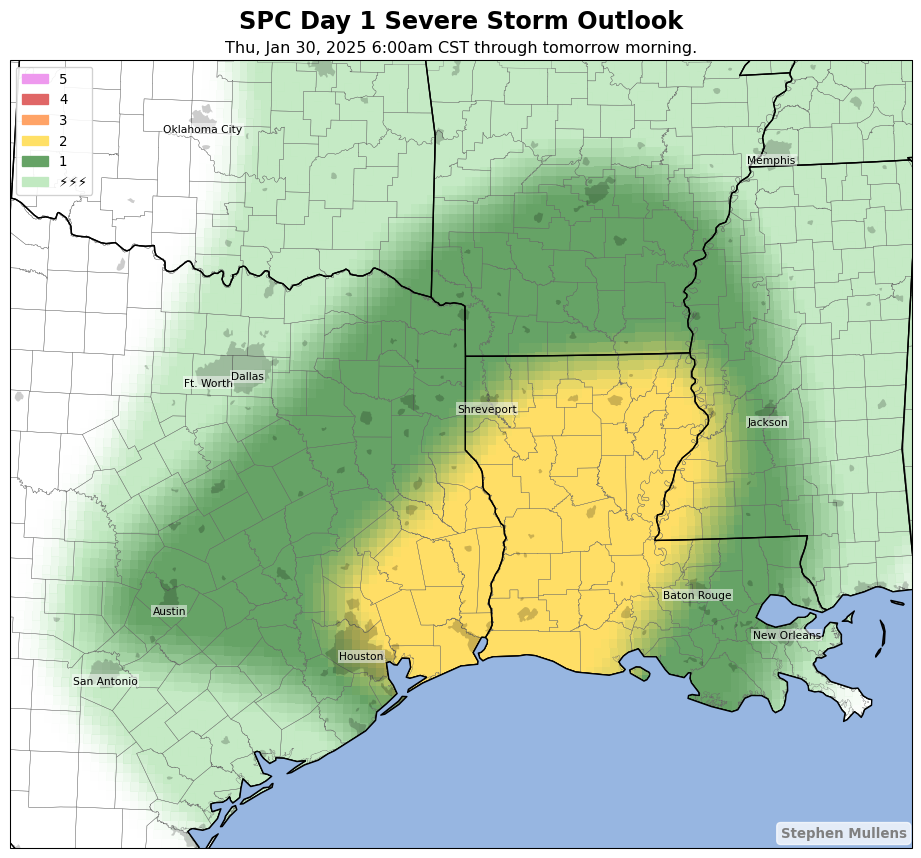 SPC Day 1 Severe Storm Outlook
Thu, Jan 30, 2025 6:00am CST through tomorrow morning.
5
4
3
2
1
⚡⚡⚡
Oklahoma City
Memphis
Dallas
Ft. Worth
Shreveport
Jackson
Baton Rouge
Austin
New Orleans
Houston
San Antonio
Stephen Mullens